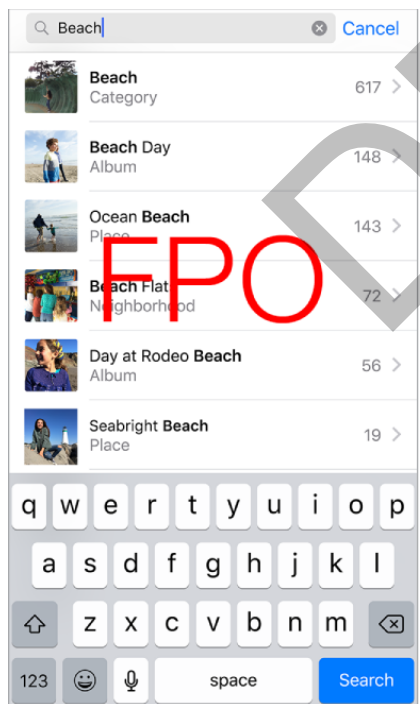 Beach
Cancel
Beach
Category
617
Beach Day
Album
148
Ocean Beach
Place
143
FPO
Beach Flat
Neighborhood
72
Day at Rodeo Beach
Album
56
Seabright Beach
Place
19
q w e r t y u i o p
a s d f g h j k l
z x c v b n m
123
space
Search